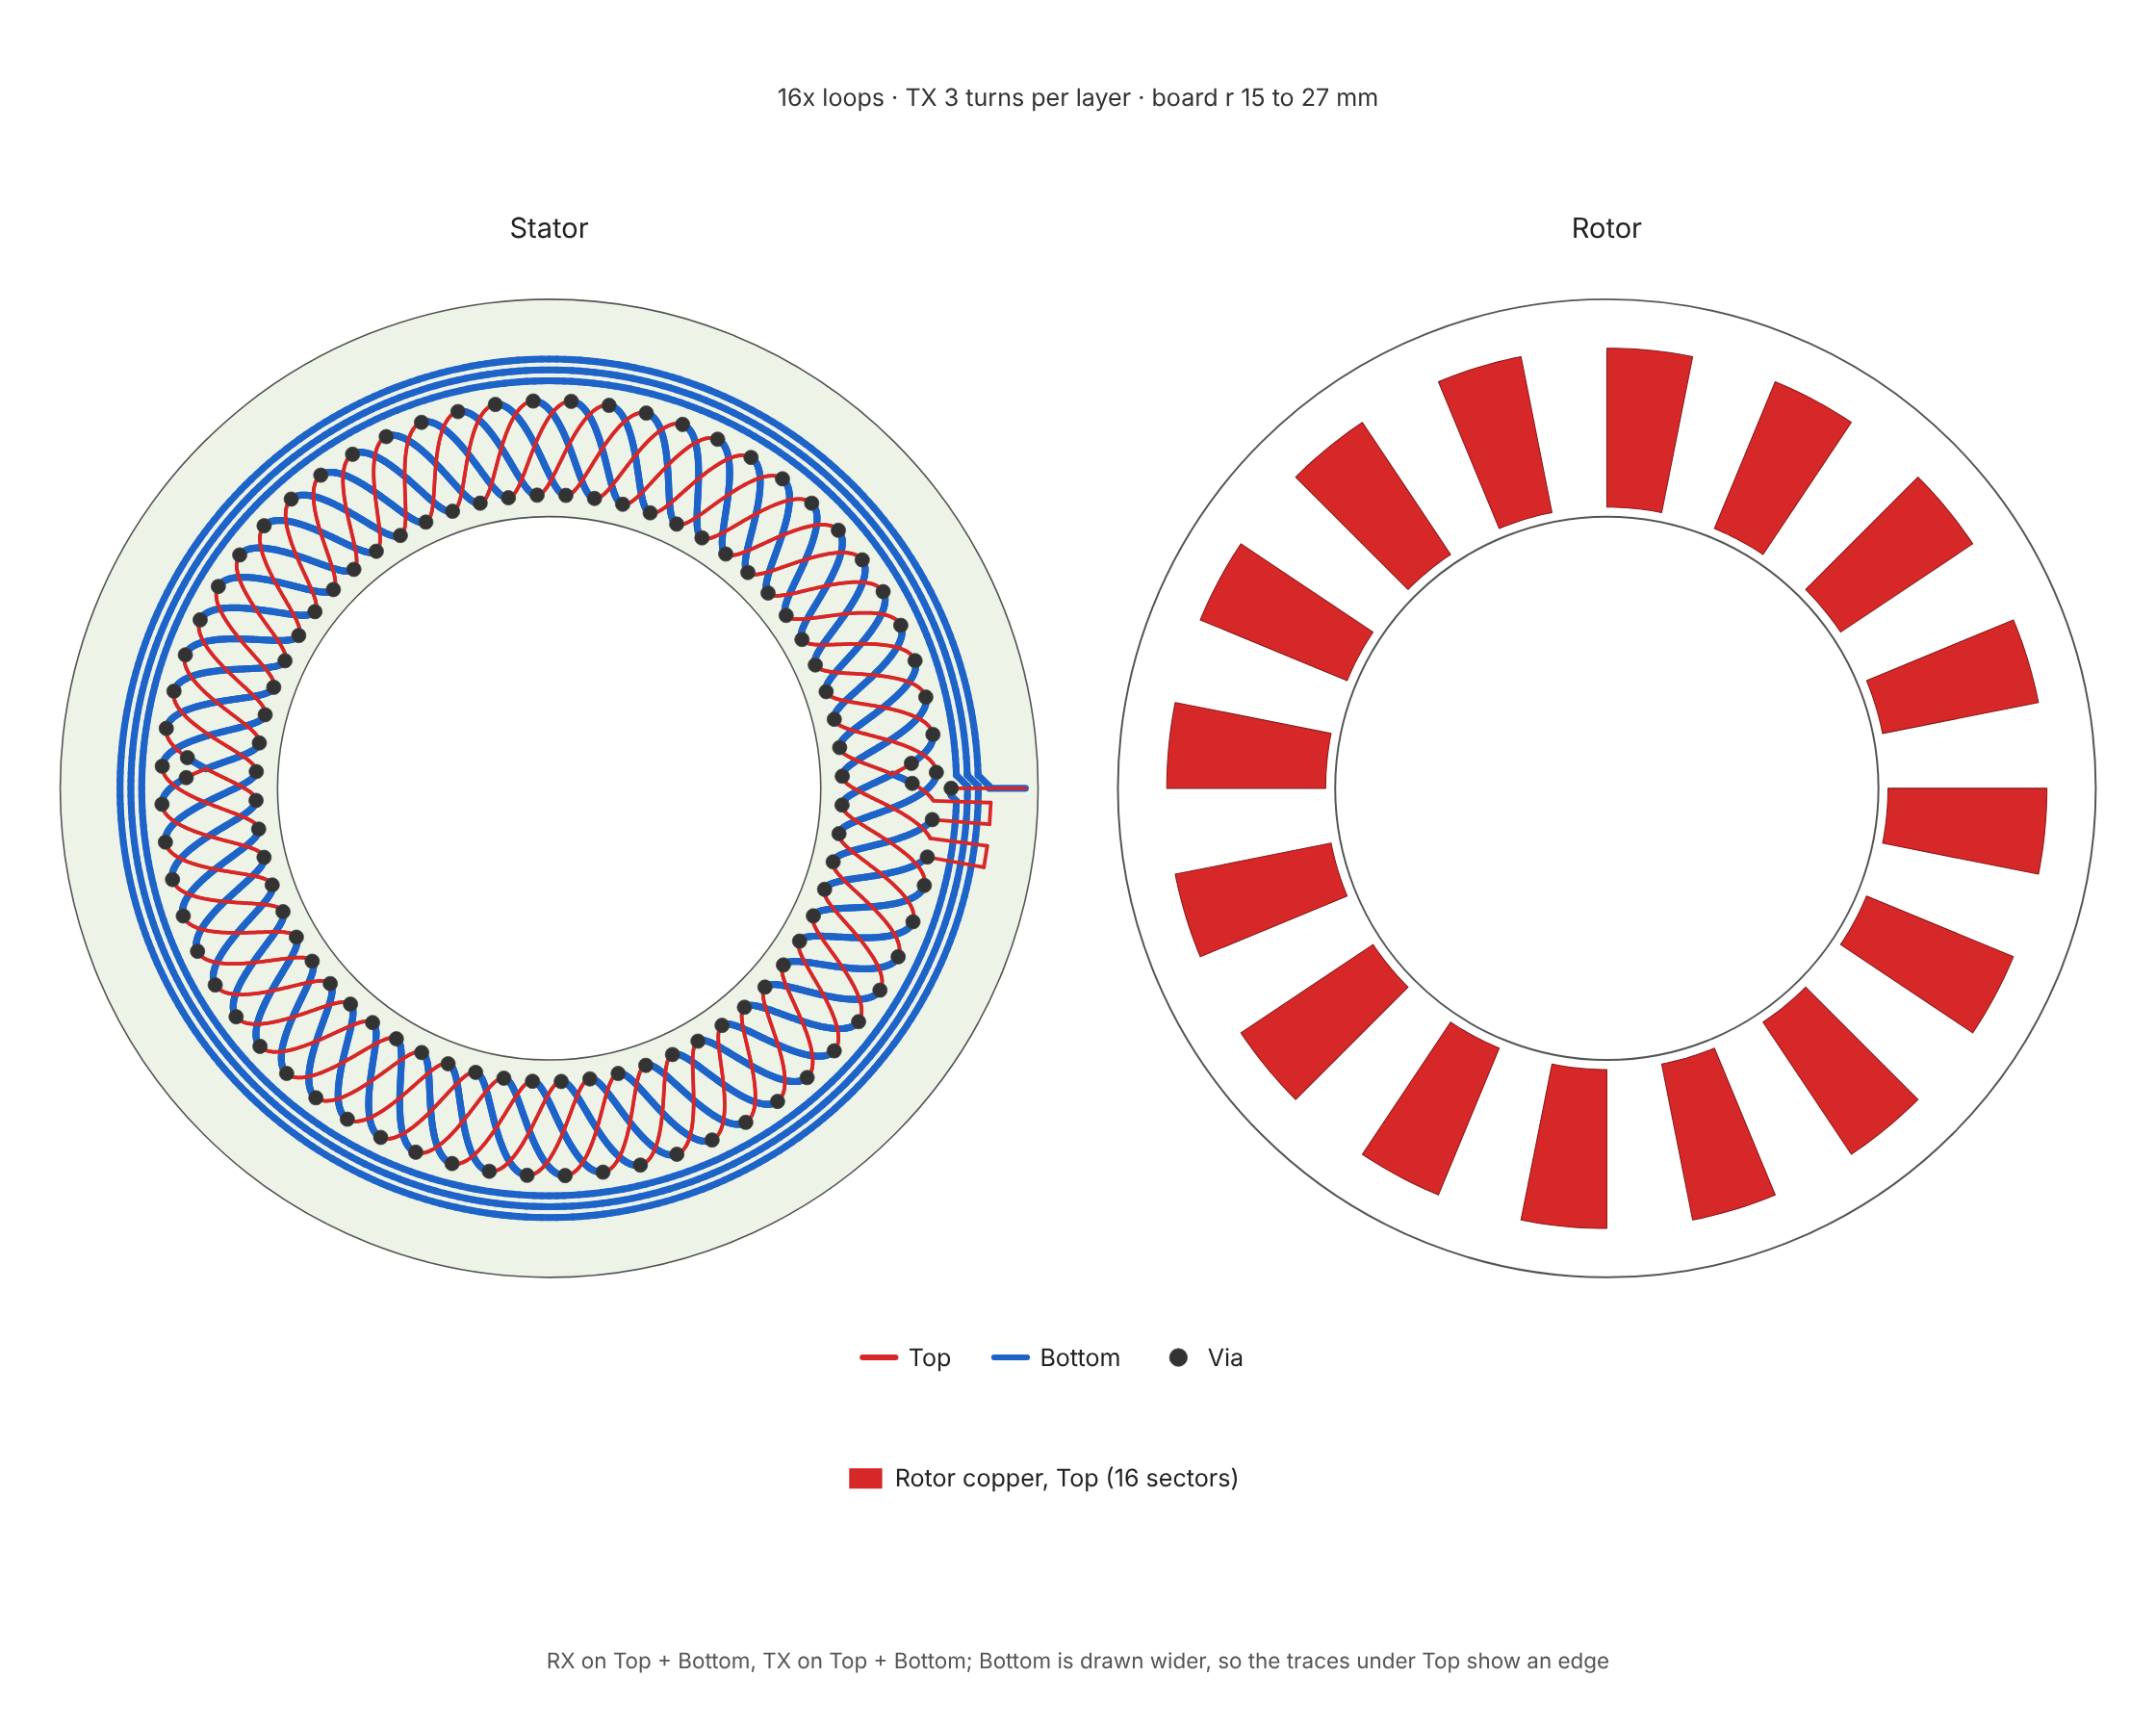 16x loops · TX 3 turns per layer · board r 15 to 27 mm
Stator
Rotor
Top
Bottom
Via
Rotor copper, Top (16 sectors)
RX on Top + Bottom, TX on Top + Bottom; Bottom is drawn wider, so the traces under Top show an edge